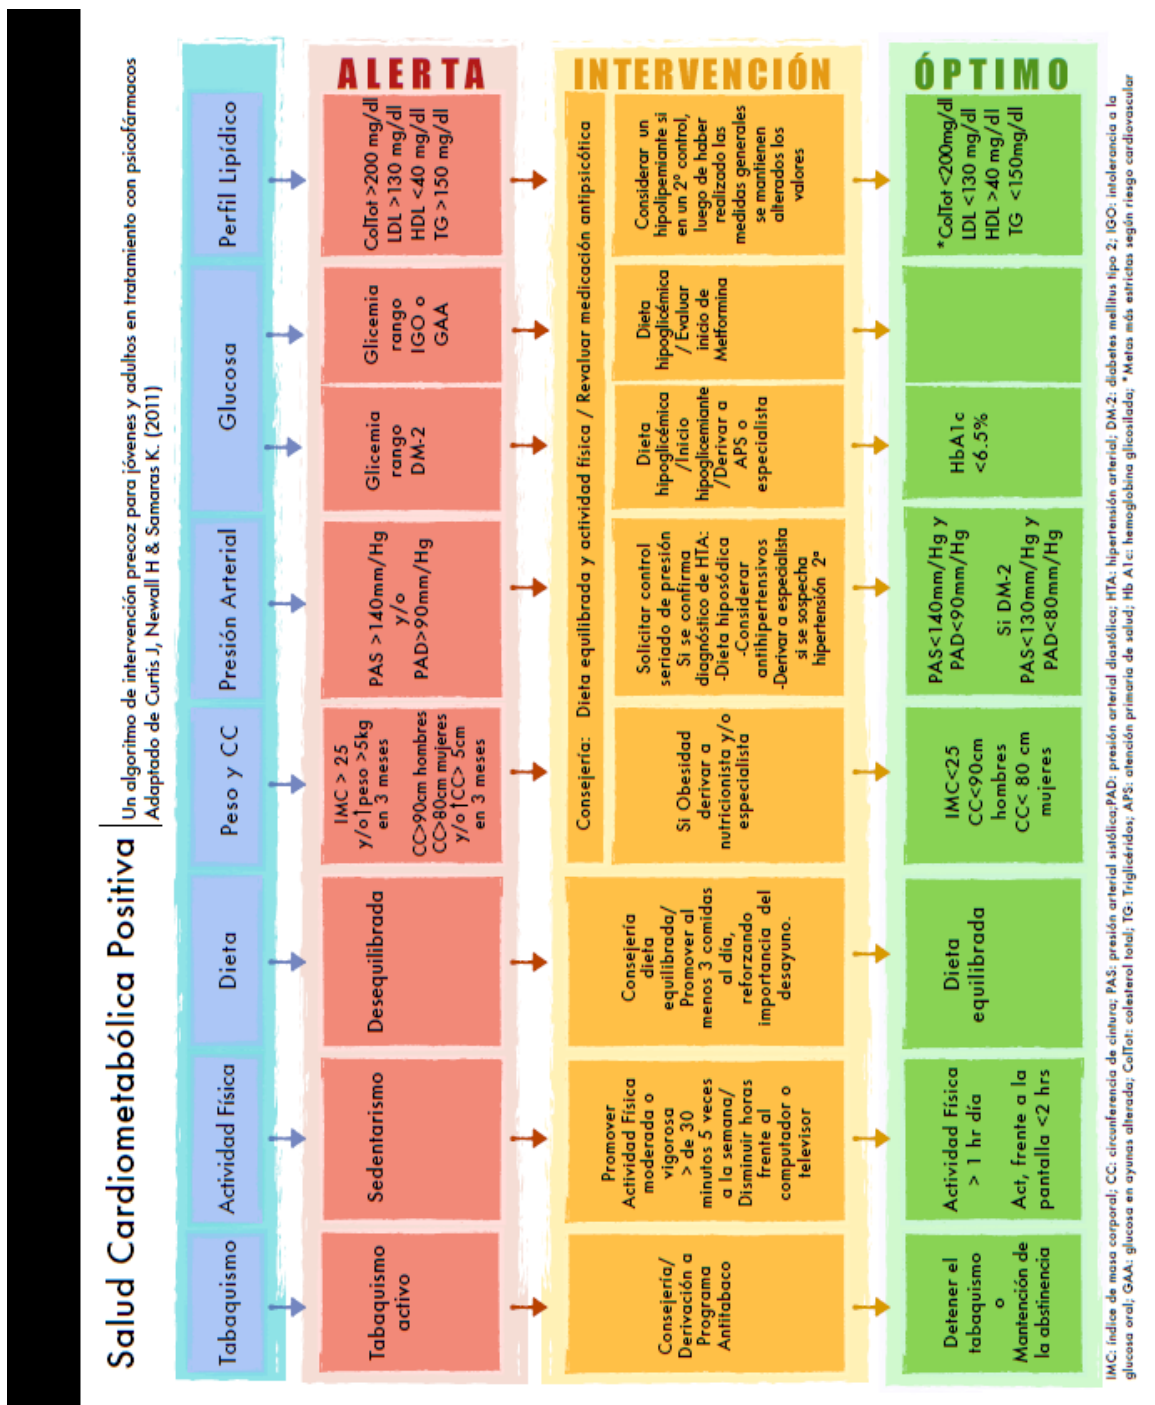 Salud Cardiometabólica Positiva
Un algoritmo de intervención precoz para jóvenes y adultos en tratamiento con psicofármacos
Adaptado de Curtis J, Newall H & Samaras K. (2011)
Tabaquismo
Actividad Física
Dieta
Peso y CC
Presión Arterial
Glucosa
Perfil Lipídico
ALERTA
Tabaquismo
activo
Sedentarismo
Desequilibrada
IMC > 25
y/o↑peso >5kg
en 3 meses
CC>90cm hombres
CC>80cm mujeres
y/o↑CC> 5cm
en 3 meses
PAS >140mm/Hg
y/o
PAD>90mm/Hg
Glicemia
rango
DM-2
Glicemia
rango
IGO o
GAA
ColTot >200 mg/dl
LDL >130 mg/dl
HDL <40 mg/dl
TG >150 mg/dl
INTERVENCIÓN
Consejería: Dieta equilibrada y actividad física / Revaluar medicación antipsicótica
Consejería/
Derivación a
Programa
Antitabaco
Promover
Actividad Física
moderada o
vigorosa
> de 30
minutos 5 veces
a la semana/
Disminuir horas
frente al
computador o
televisor
Consejería
dieta
equilibrada/
Promover al
menos 3 comidas
al día,
reforzando
importancia del
desayuno.
Si Obesidad
derivar a
nutricionista y/o
especialista
Solicitar control
seriado de presión
Si se confirma
diagnóstico de HTA:
-Dieta hiposódica
-Considerar
antihipertensivos
-Derivar a especialista
si se sospecha
hipertensión 2ª
Dieta
hipoglicémica
/Inicio
hipoglicemiante
/Derivar a
APS o
especialista
Dieta
hipoglicémica
/ Evaluar
inicio de
Metformina
Considerar un
hipolipemiante si
en un 2º control,
luego de haber
realizado las
medidas generales
se mantienen
alterados los
valores
ÓPTIMO
Detener el
tabaquismo
o
Mantención de
la abstinencia
Actividad Física
> 1 hr día
Act, frente a la
pantalla <2 hrs
Dieta
equilibrada
IMC<25
CC<90cm
hombres
CC< 80 cm
mujeres
PAS<140mm/Hg y
PAD<90mm/Hg
Si DM-2
PAS<130mm/Hg y
PAD<80mm/Hg
HbA1c
<6.5%
*ColTot <200mg/dl
LDL <130 mg/dl
HDL >40 mg/dl
TG <150mg/dl
IMC: índice de masa corporal; CC: circunferencia de cintura; PAS: presión arterial sistólica;PAD: presión arterial diastólica; HTA: hipertensión arterial; DM-2: diabetes mellitus tipo 2; IGO: intolerancia a la
glucosa oral; GAA: glucosa en ayunas alterada; ColTot: colesterol total; TG: Triglicéridos; APS: atención primaria de salud; Hb A1c: hemoglobina glicosilada; *Metas más estrictas según riesgo cardiovascular